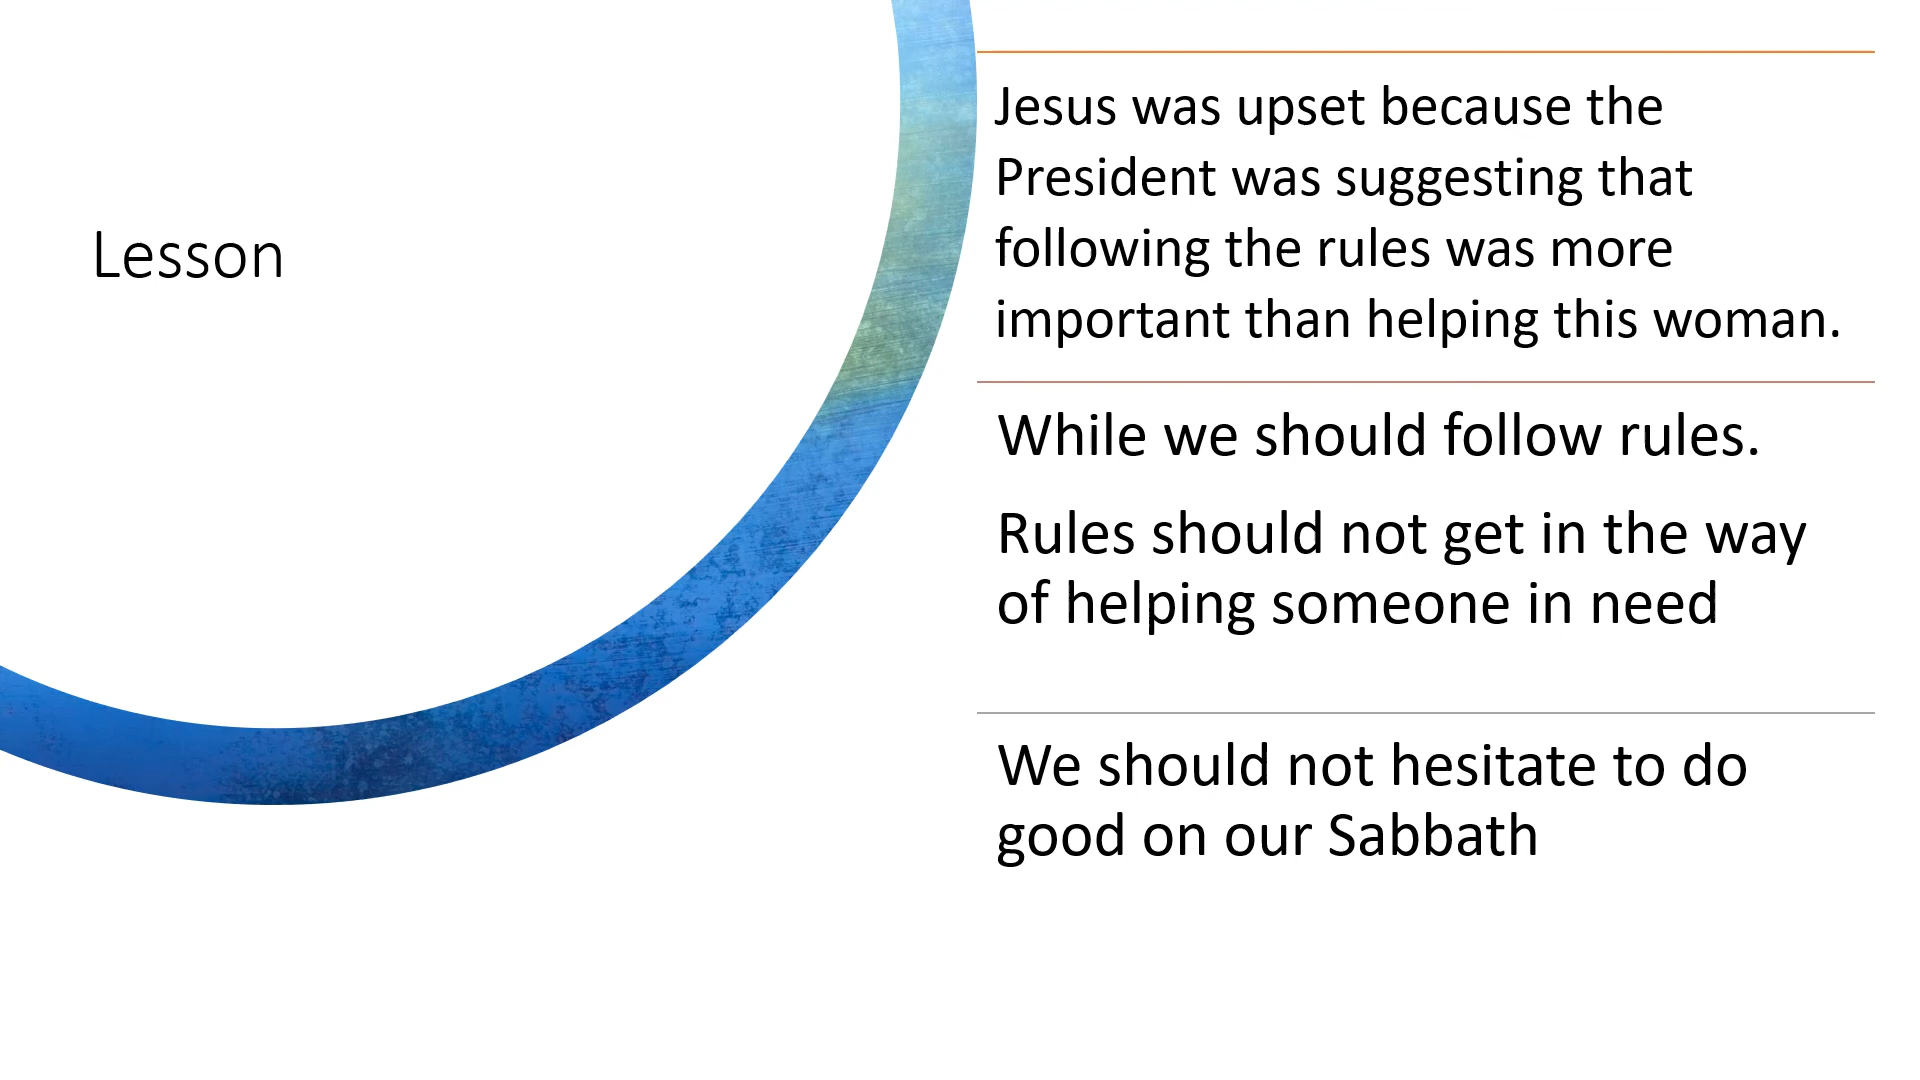 Lesson
Jesus was upset because the
President was suggesting that
following the rules was more
important than helping this woman.
While we should follow rules.
Rules should not get in the way
of helping someone in need
We should not hesitate to do
good on our Sabbath